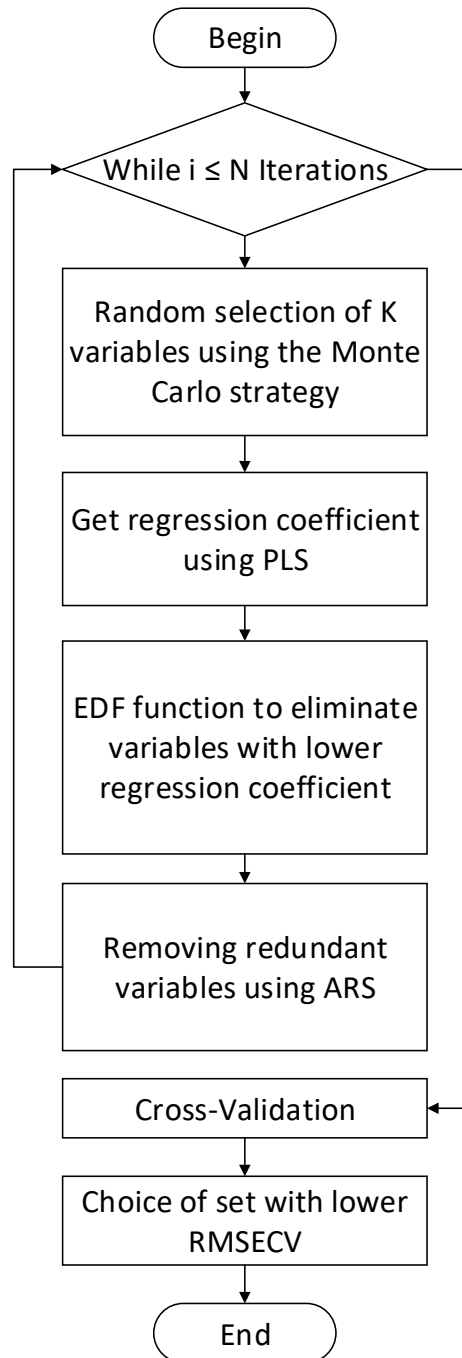 Begin
While i ≤ N Iterations
Random selection of K
variables using the Monte
Carlo strategy
Get regression coefficient
using PLS
EDF function to eliminate
variables with lower
regression coefficient
Removing redundant
variables using ARS
Cross-Validation
Choice of set with lower
RMSECV
End